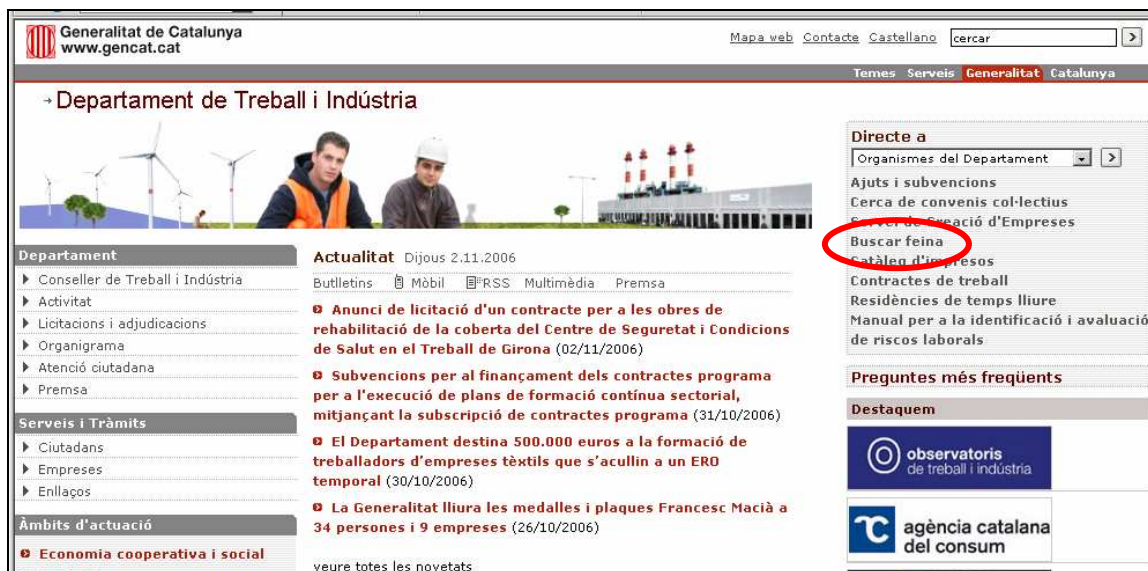 Generalitat de Catalunya
www.gencat.cat
Mapa web Contacte Castellano cercar
Temes Serveis Generalitat Catalunya
Departament de Treball i Indústria
Directe a
Organismes del Departament
Ajuts i subvencions
Cerca de convenis col·lectius
Servei de Creació d'Empreses
Buscar feina
Catàleg d'impresos
Contractes de treball
Residències de temps lliure
Manual per a la identificació i avaluació
de riscos laborals
Preguntes més freqüents
Destaquem
observatoris
de treball i indústria
agència catalana
del consum
Departament
Conseller de Treball i Indústria
Activitat
Licitacions i adjudicacions
Organigrama
Atenció ciutadana
Premsa
Serveis i Tràmits
Ciutadans
Empreses
Enllaços
Àmbits d'actuació
Economia cooperativa i social
Actualitat Dijous 2.11.2006
Butlletins Mòbil RSS Multimèdia Premsa
Anunci de licitació d'un contracte per a les obres de
rehabilitació de la coberta del Centre de Seguretat i Condicions
de Salut en el Treball de Girona (02/11/2006)
Subvencions per al finançament dels contractes programa
per a l'execució de plans de formació contínua sectorial,
mitjançant la subscripció de contractes programa (31/10/2006)
El Departament destina 500.000 euros a la formació de
treballadors d'empreses tèxtils que s'acullin a un ERO
temporal (30/10/2006)
La Generalitat lliura les medalles i plaques Francesc Macià a
34 persones i 9 empreses (26/10/2006)
veure totes les novetats